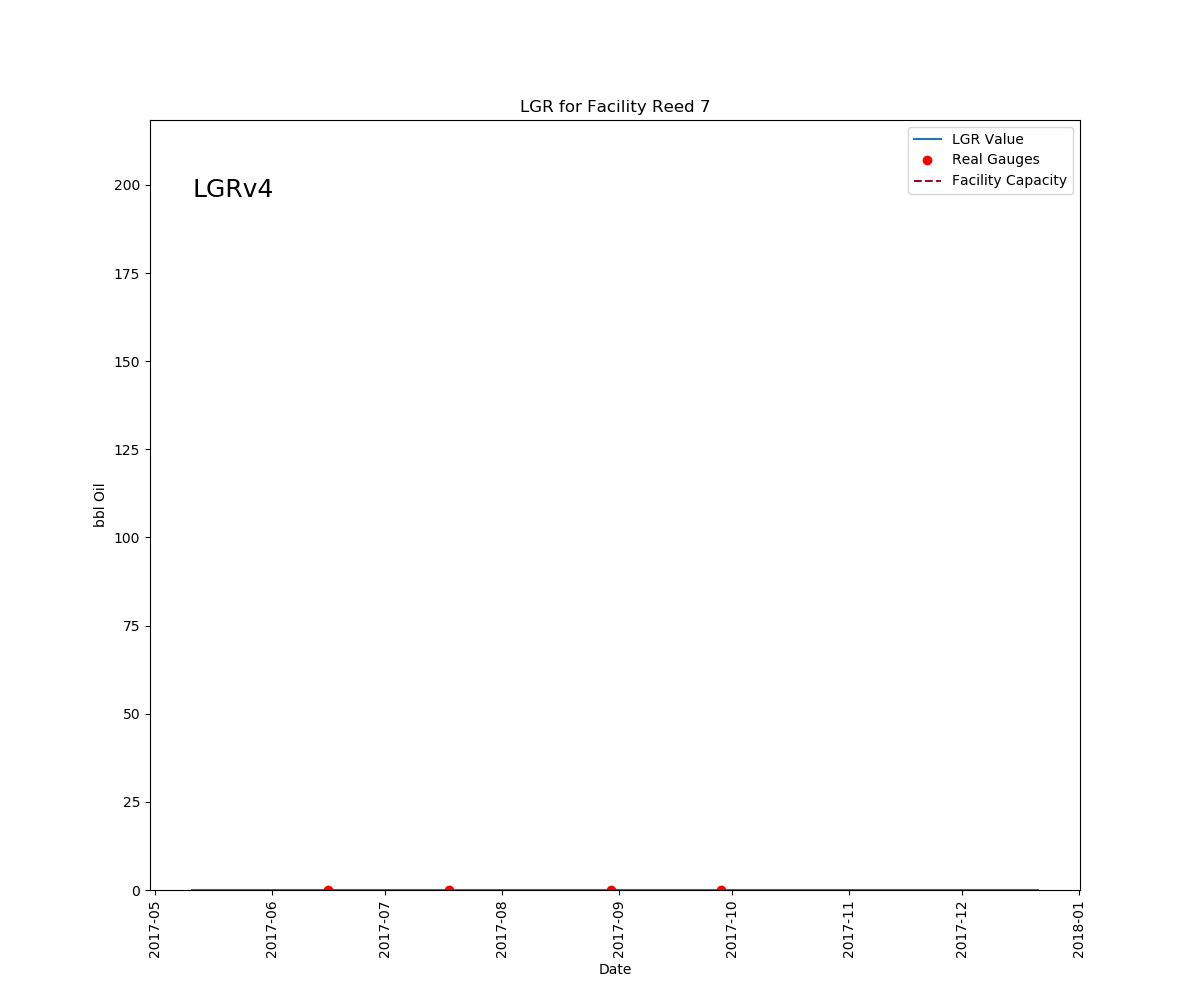 LGR for Facility Reed 7
LGRv4
LGR Value
Real Gauges
Facility Capacity
bbl Oil
200
175
150
125
100
75
50
25
0
2017-05
2017-06
2017-07
2017-08
2017-09
2017-10
2017-11
2017-12
2018-01
Date